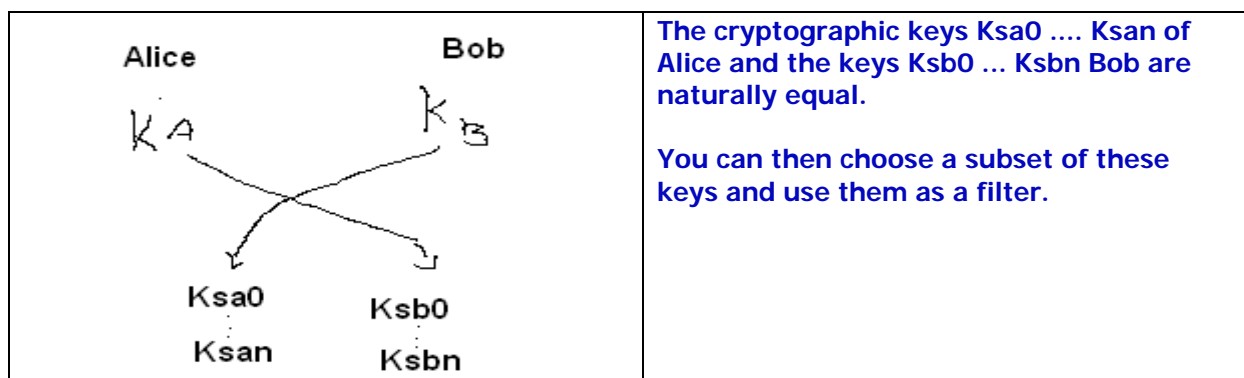 Alice Bob
KA KB
Ksa0 Ksb0
Ksan Ksbn
The cryptographic keys Ksa0 .... Ksan of
Alice and the keys Ksb0 ... Ksbn Bob are
naturally equal.
You can then choose a subset of these
keys and use them as a filter.